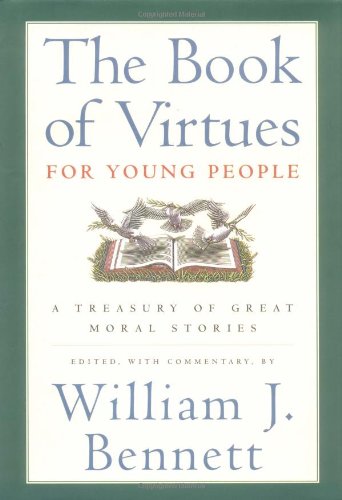 The Book
of Virtues
FOR YOUNG PEOPLE
A TREASURY OF GREAT
MORAL STORIES
EDITED, WITH COMMENTARY, BY
William J.
Bennett